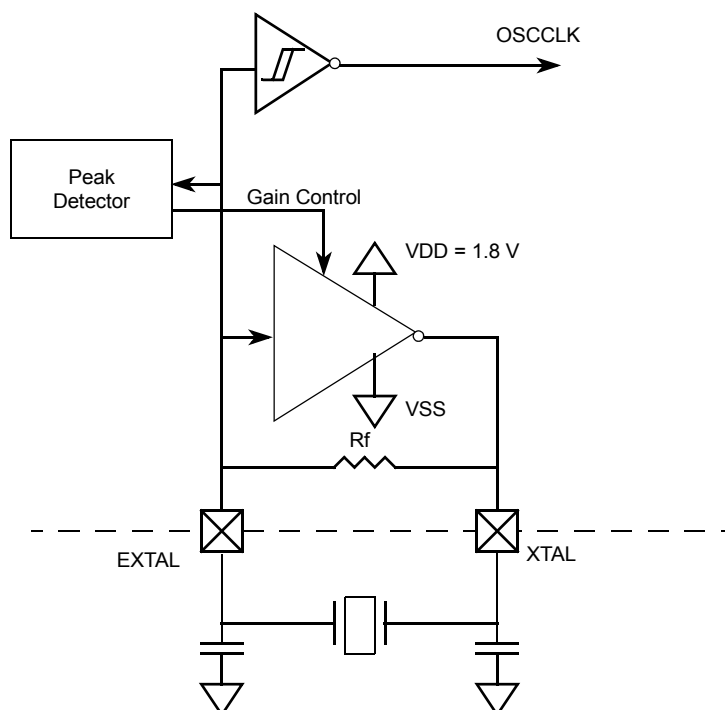 OSCCLK
Peak
Detector
Gain Control
VDD = 1.8 V
VSS
Rf
EXTAL
XTAL